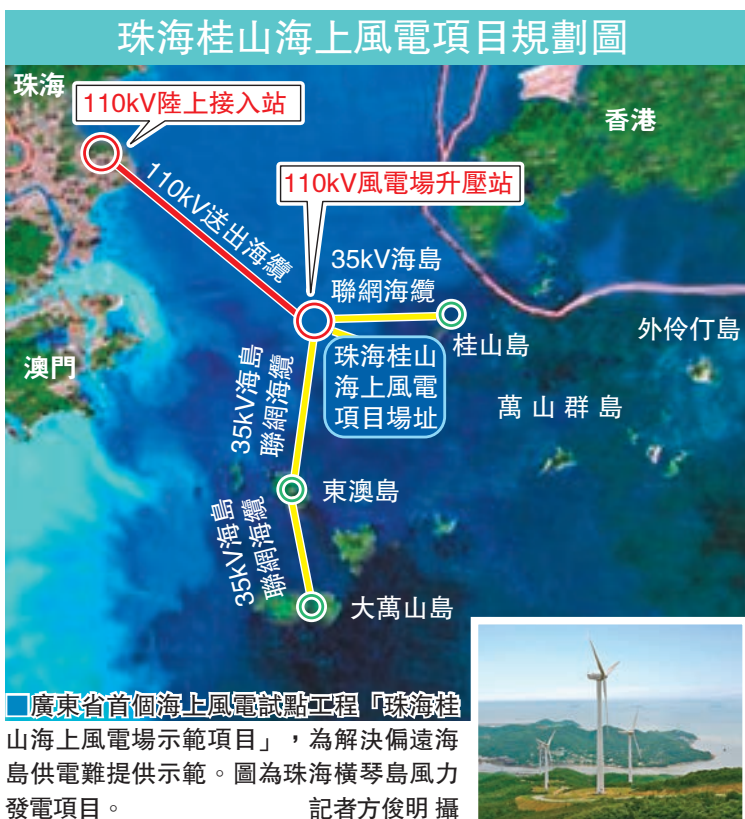 珠海桂山海上風電項目規劃圖
珠海
110kV陸上接入站
香港
110kV送出海纜
110kV風電場升壓站
35kV海島
聯網海纜
桂山島
外伶仃島
珠海桂山
海上風電
項目場址
澳門
35kV海島
聯網海纜
萬山群島
東澳島
35kV海島
聯網海纜
大萬山島
■廣東省首個海上風電試點工程「珠海桂
山海上風電場示範項目」，為解決偏遠海
島供電難提供示範。圖為珠海橫琴島風力
發電項目。 記者方俊明 攝